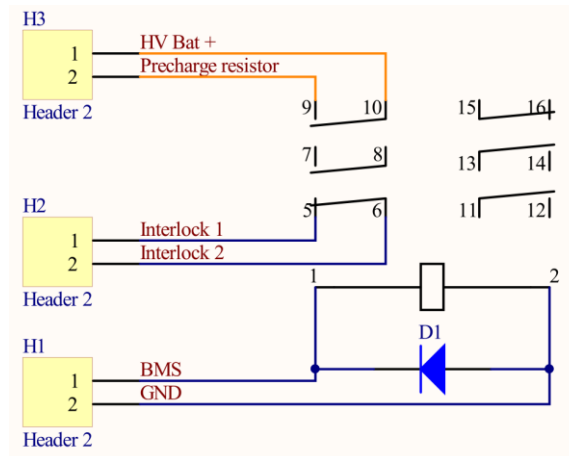 H3
1 HV Bat +
2 Precharge resistor
Header 2
9 10 15 16
7 8 13 14
H2
5 6 11 12
1 Interlock 1
2 Interlock 2
Header 2
1 2
D1
H1
1 BMS
2 GND
Header 2